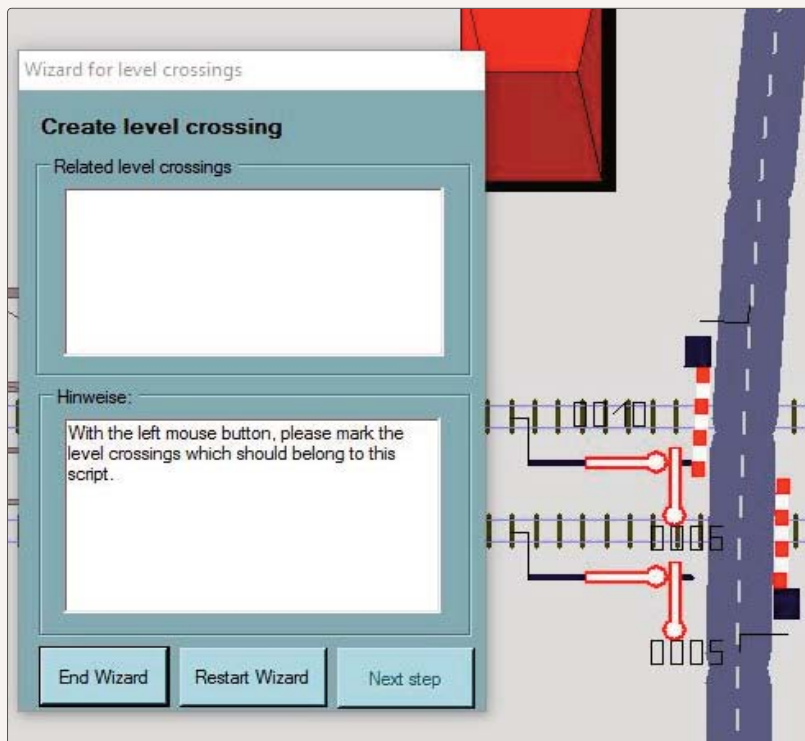 Wizard for level crossings
Create level crossing
Related level crossings
Hinweise:
With the left mouse button, please mark the
level crossings which should belong to this
script.
End Wizard
Restart Wizard
Next step
0010
0006
0005